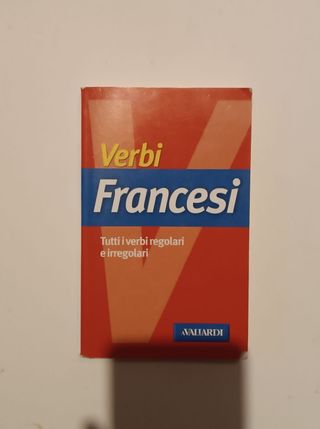 Verbi
Francesi
Tutti i verbi regolari
e irregolari
A.VALLARDI